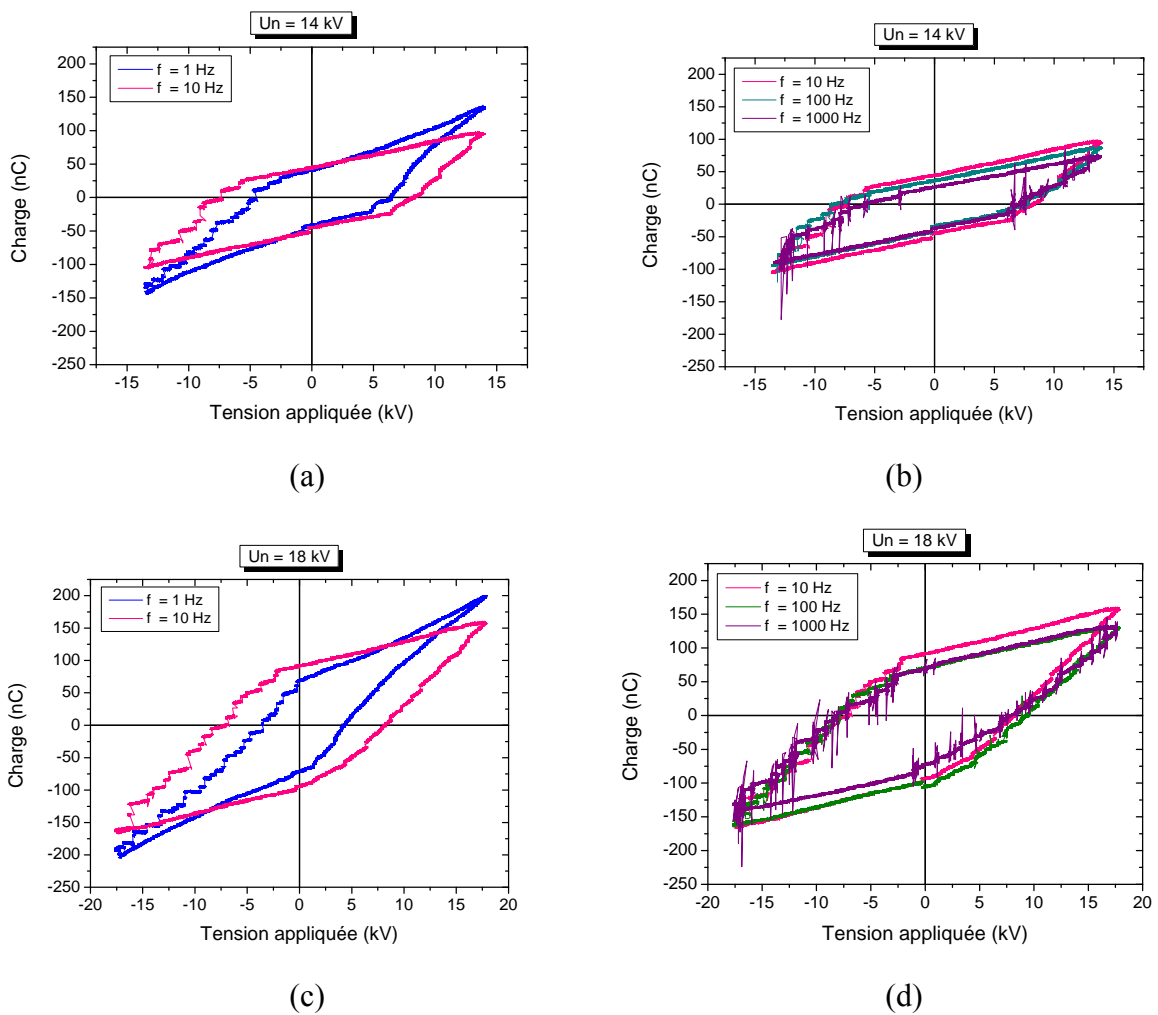 Un = 14 kV
f = 1 Hz
f = 10 Hz
Charge (nC)
200
150
100
50
0
-50
-100
-150
-200
-250
-15 -10 -5 0 5 10 15
Tension appliquée (kV)
(a)
Un = 14 kV
f = 10 Hz
f = 100 Hz
f = 1000 Hz
Charge (nC)
200
150
100
50
0
-50
-100
-150
-200
-250
-15 -10 -5 0 5 10 15
Tension appliquée (kV)
(b)
Un = 18 kV
f = 1 Hz
f = 10 Hz
Charge (nC)
200
150
100
50
0
-50
-100
-150
-200
-250
-20 -15 -10 -5 0 5 10 15 20
Tension appliquée (kV)
(c)
Un = 18 kV
f = 10 Hz
f = 100 Hz
f = 1000 Hz
Charge (nC)
200
150
100
50
0
-50
-100
-150
-200
-250
-20 -15 -10 -5 0 5 10 15 20
Tension appliquée (kV)
(d)